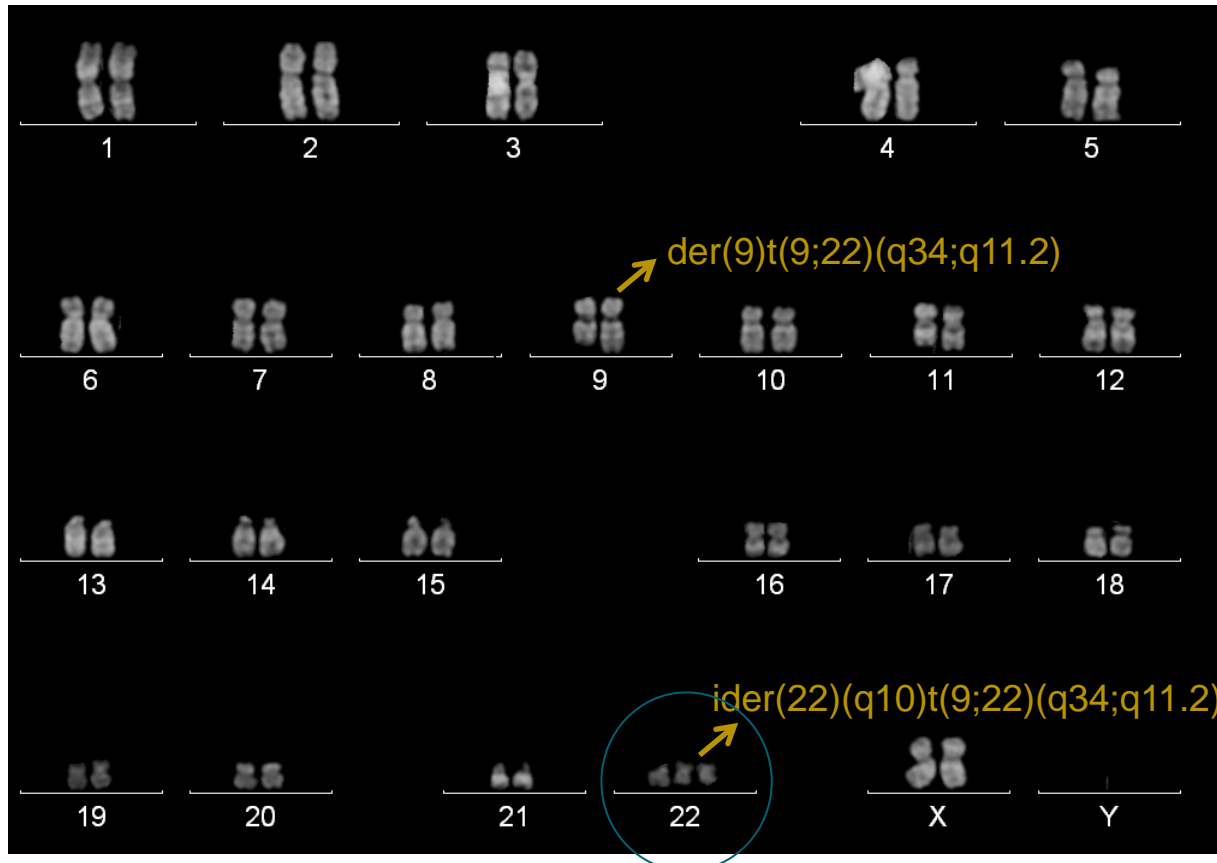 1 2 3 4 5
der(9)t(9;22)(q34;q11.2)
6 7 8 9 10 11 12
13 14 15 16 17 18
ider(22)(q10)t(9;22)(q34;q11.2)
19 20 21 22 X Y